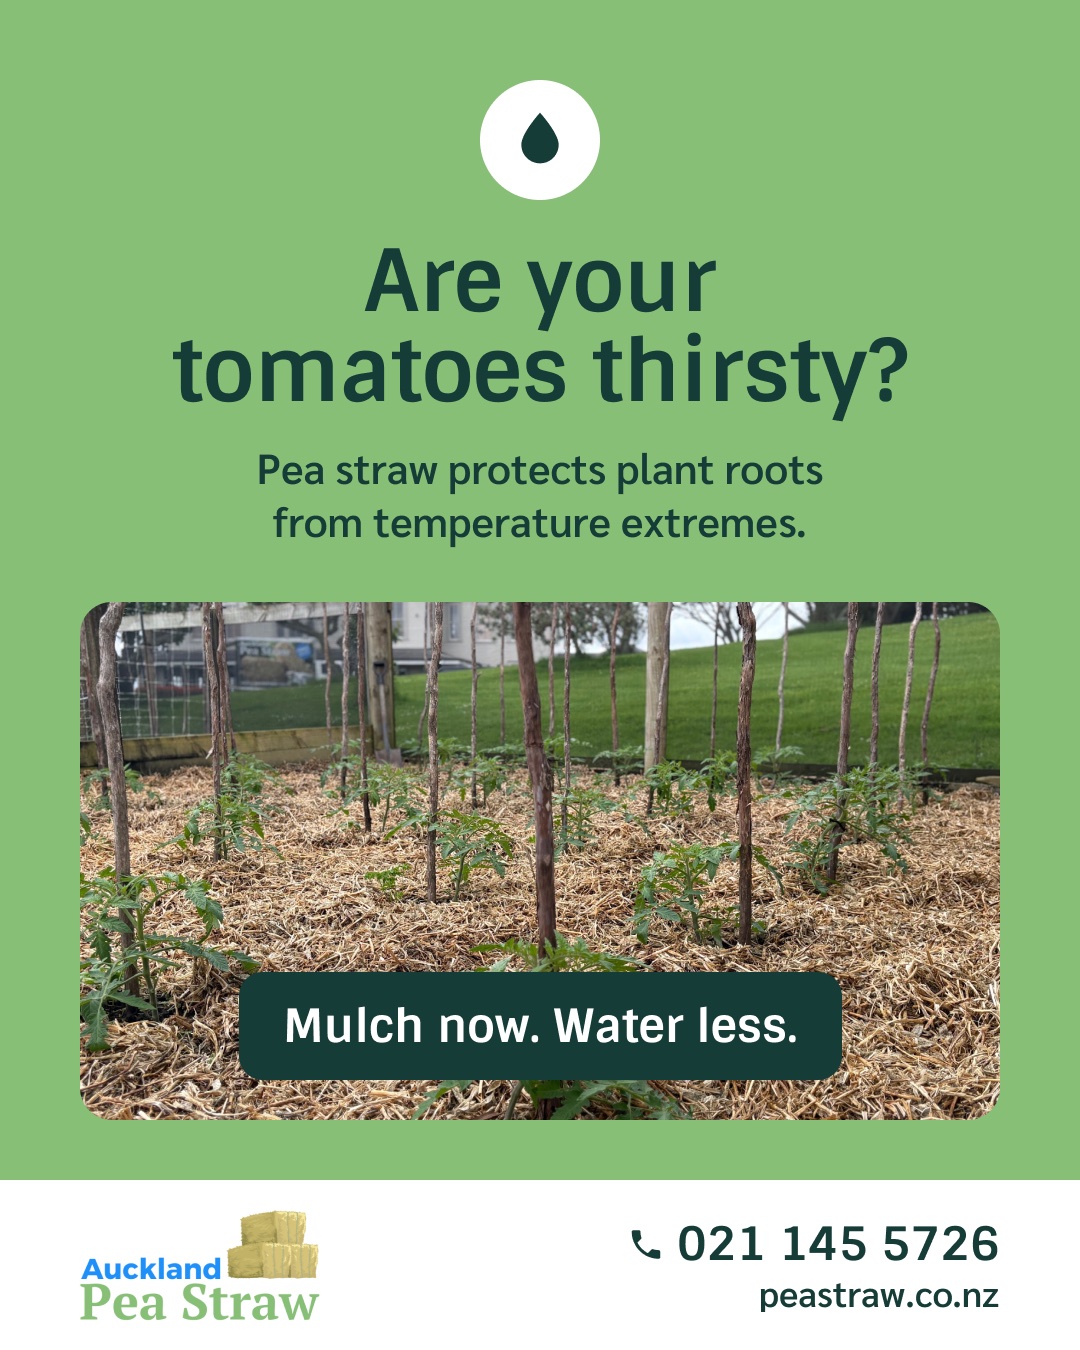 Are your
tomatoes thirsty?
Pea straw protects plant roots
from temperature extremes.
Mulch now. Water less.
Auckland
Pea Straw
021 145 5726
peastraw.co.nz